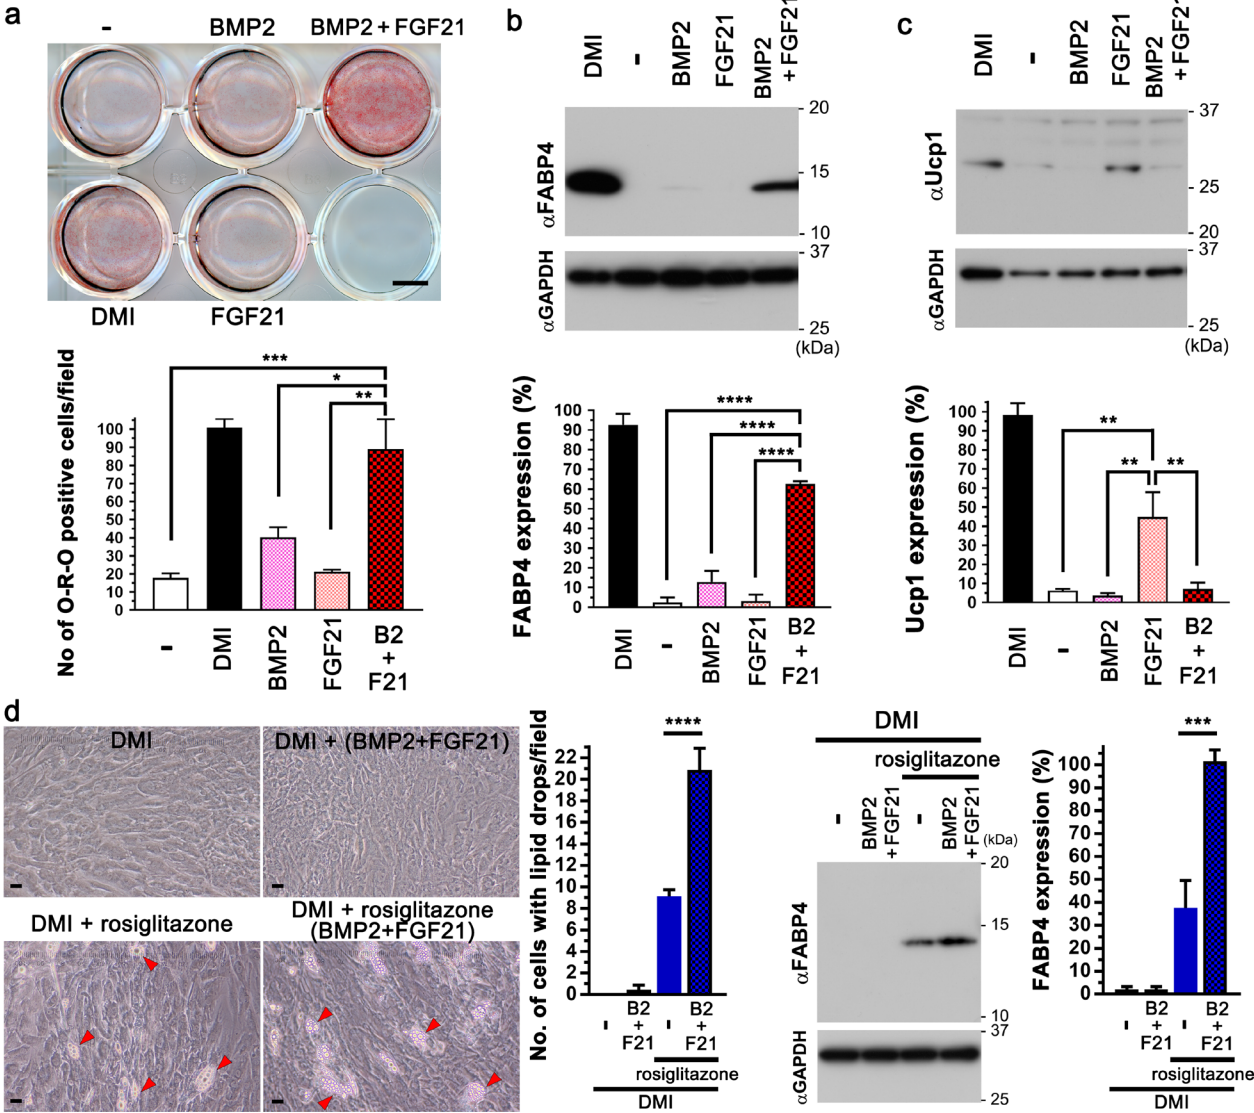 a
-
BMP2
BMP2 + FGF21
DMI
FGF21
No of O-R-O positive cells/field
***
*
**
100
90
80
70
60
50
40
30
20
10
0
-
DMI
BMP2
FGF21
B2
+
F21
b
DMI
-
BMP2
FGF21
BMP2
+ FGF21
αFABP4
- 20
- 15
- 10
αGAPDH
- 37
- 25
(kDa)
FABP4 expression (%)
****
****
****
100
90
80
70
60
50
40
30
20
10
0
DMI
-
BMP2
FGF21
B2
+
F21
c
DMI
-
BMP2
FGF21
BMP2
+ FGF21
αUcp1
- 37
- 25
- 20
αGAPDH
- 37
- 25
(kDa)
Ucp1 expression (%)
**
**
**
100
90
80
70
60
50
40
30
20
10
0
DMI
-
BMP2
FGF21
B2
+
F21
d
DMI
DMI + (BMP2+FGF21)
DMI + rosiglitazone
DMI + rosiglitazone
(BMP2+FGF21)
No. of cells with lipid drops/field
****
22
20
18
16
14
12
10
8
6
4
2
0
-
B2
+
F21
-
B2
+
F21
rosiglitazone
DMI
DMI
rosiglitazone
-
BMP2
+ FGF21
-
BMP2
+ FGF21
(kDa)
αFABP4
- 20
- 15
- 10
αGAPDH
- 37
- 25
FABP4 expression (%)
***
100
90
80
70
60
50
40
30
20
10
0
-
B2
+
F21
-
B2
+
F21
rosiglitazone
DMI